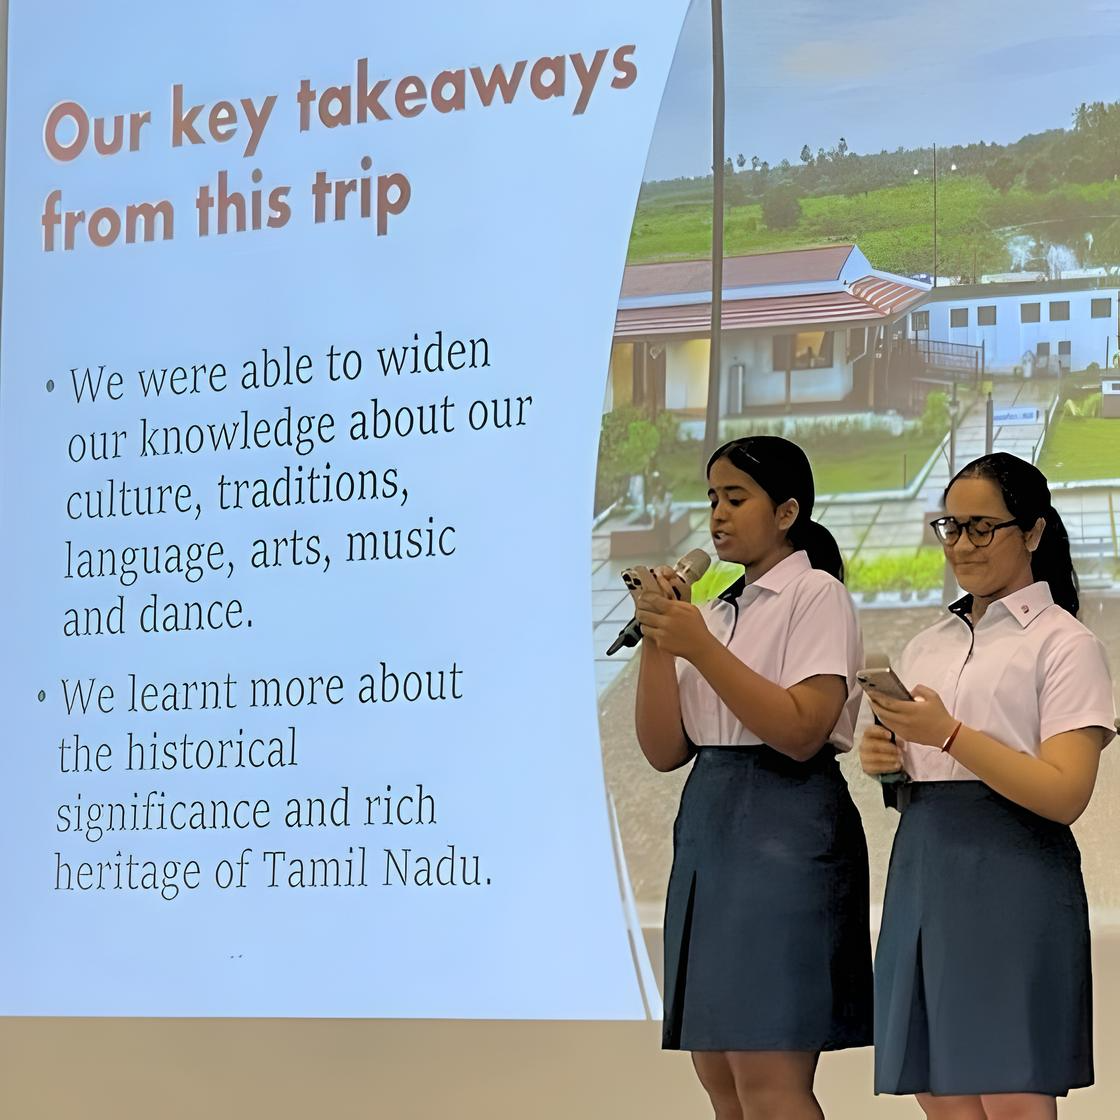 Our key takeaways
from this trip
• We were able to widen
our knowledge about our
culture, traditions,
language, arts, music
and dance.
• We learnt more about
the historical
significance and rich
heritage of Tamil Nadu.